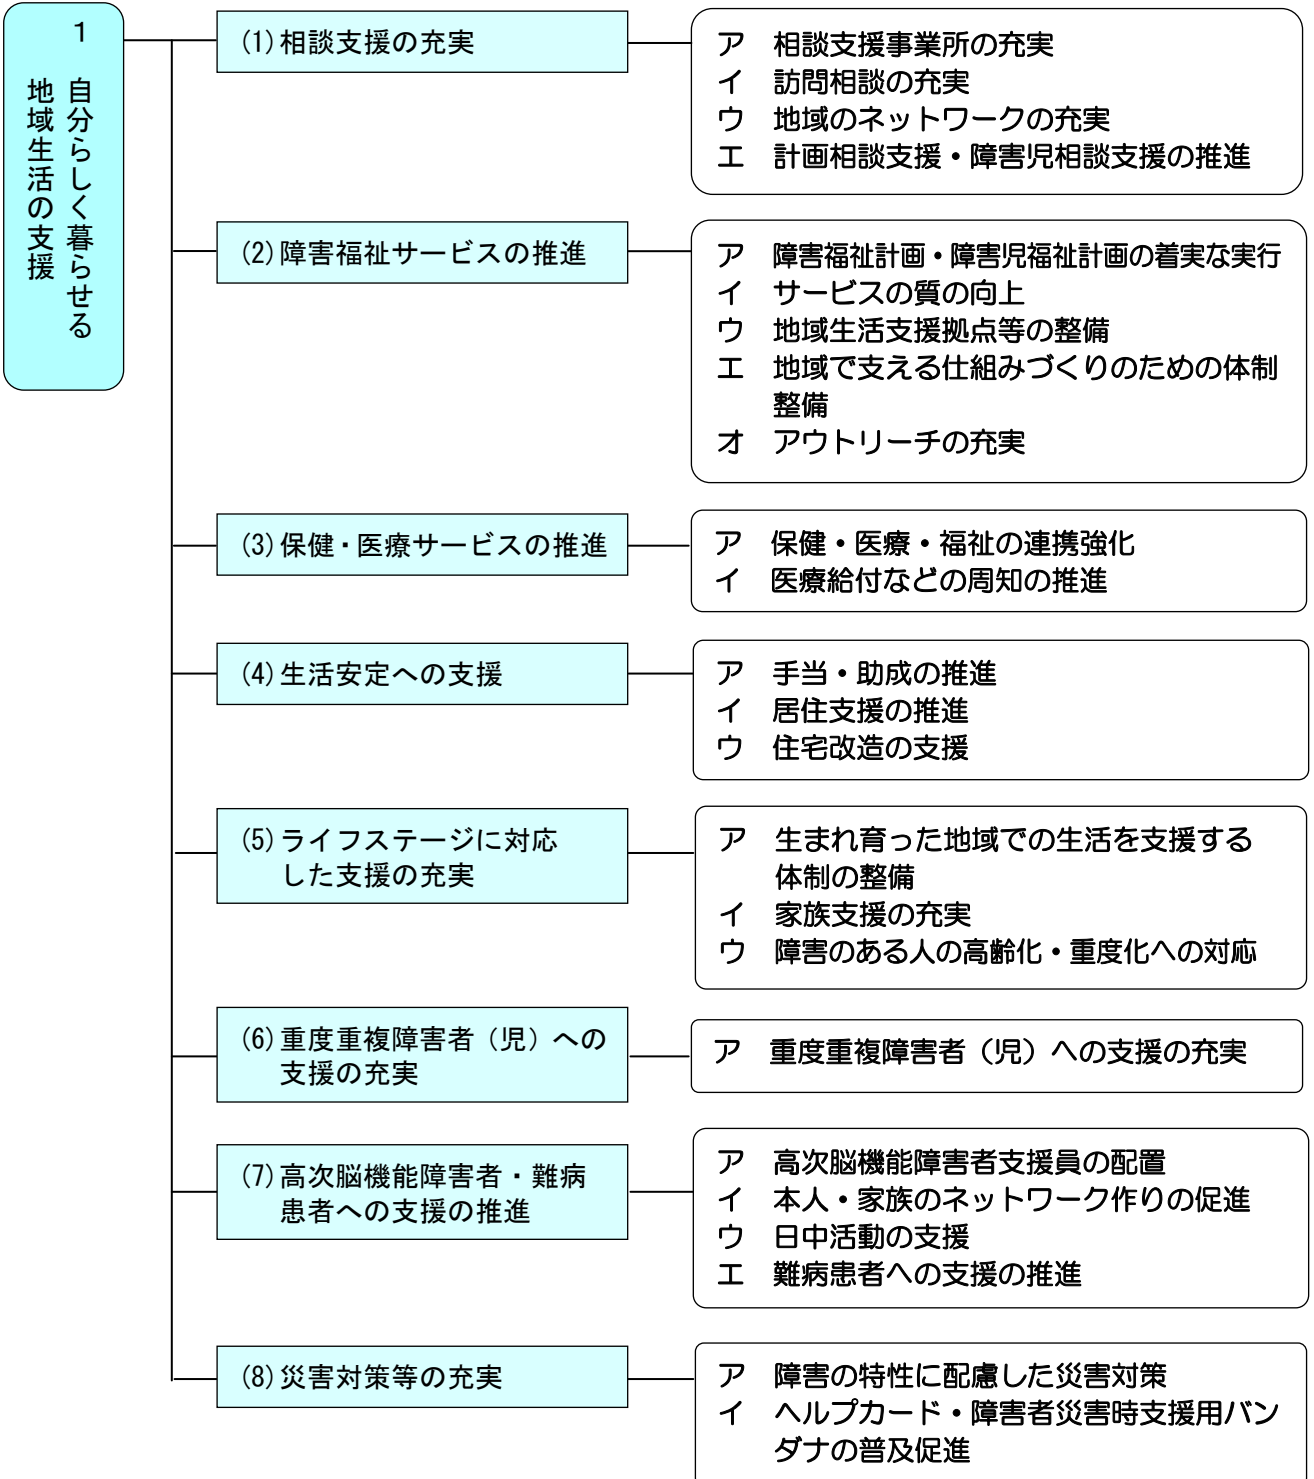 １　自分らしく暮らせる
地域生活の支援
(1)相談支援の充実
ア　相談支援事業所の充実
イ　訪問相談の充実
ウ　地域のネットワークの充実
エ　計画相談支援・障害児相談支援の推進
(2)障害福祉サービスの推進
ア　障害福祉計画・障害児福祉計画の着実な実行
イ　サービスの質の向上
ウ　地域生活支援拠点等の整備
エ　地域で支える仕組みづくりのための体制
整備
オ　アウトリーチの充実
(3)保健・医療サービスの推進
ア　保健・医療・福祉の連携強化
イ　医療給付などの周知の推進
(4)生活安定への支援
ア　手当・助成の推進
イ　居住支援の推進
ウ　住宅改造の支援
(5)ライフステージに対応
した支援の充実
ア　生まれ育った地域での生活を支援する
体制の整備
イ　家族支援の充実
ウ　障害のある人の高齢化・重度化への対応
(6)重度重複障害者（児）への
支援の充実
ア　重度重複障害者（児）への支援の充実
(7)高次脳機能障害者・難病
患者への支援の推進
ア　高次脳機能障害者支援員の配置
イ　本人・家族のネットワーク作りの促進
ウ　日中活動の支援
エ　難病患者への支援の推進
(8)災害対策等の充実
ア　障害の特性に配慮した災害対策
イ　ヘルプカード・障害者災害時支援用バン
ダナの普及促進